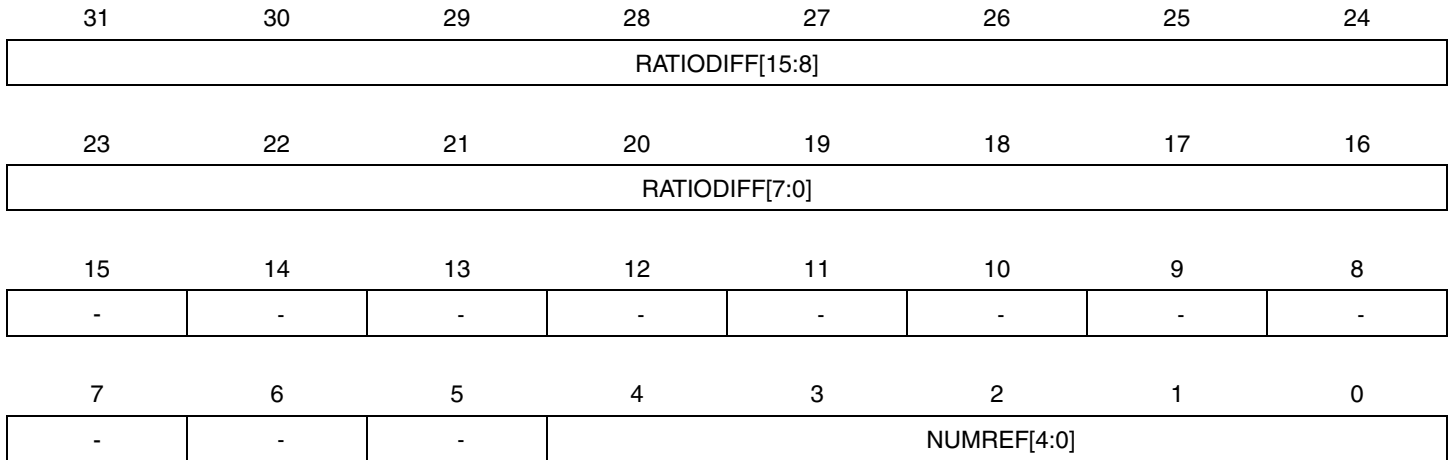 31 30 29 28 27 26 25 24
RATIODIFF[15:8]
23 22 21 20 19 18 17 16
RATIODIFF[7:0]
15 14 13 12 11 10 9 8
- - - - - - - -
7 6 5 4 3 2 1 0
- - - NUMREF[4:0]